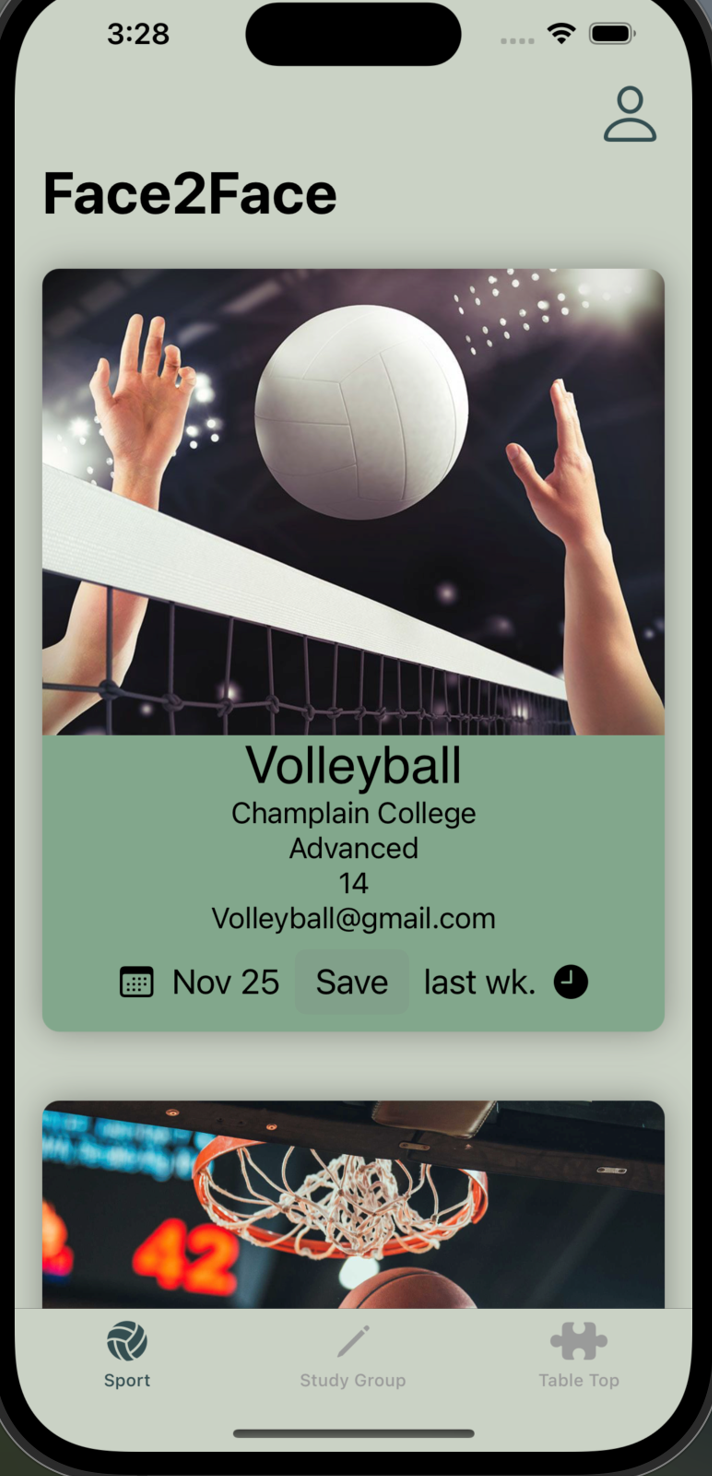 3:28
Face2Face
Volleyball
Champlain College
Advanced
14
Volleyball@gmail.com
Nov 25 Save last wk.
42
Sport Study Group Table Top